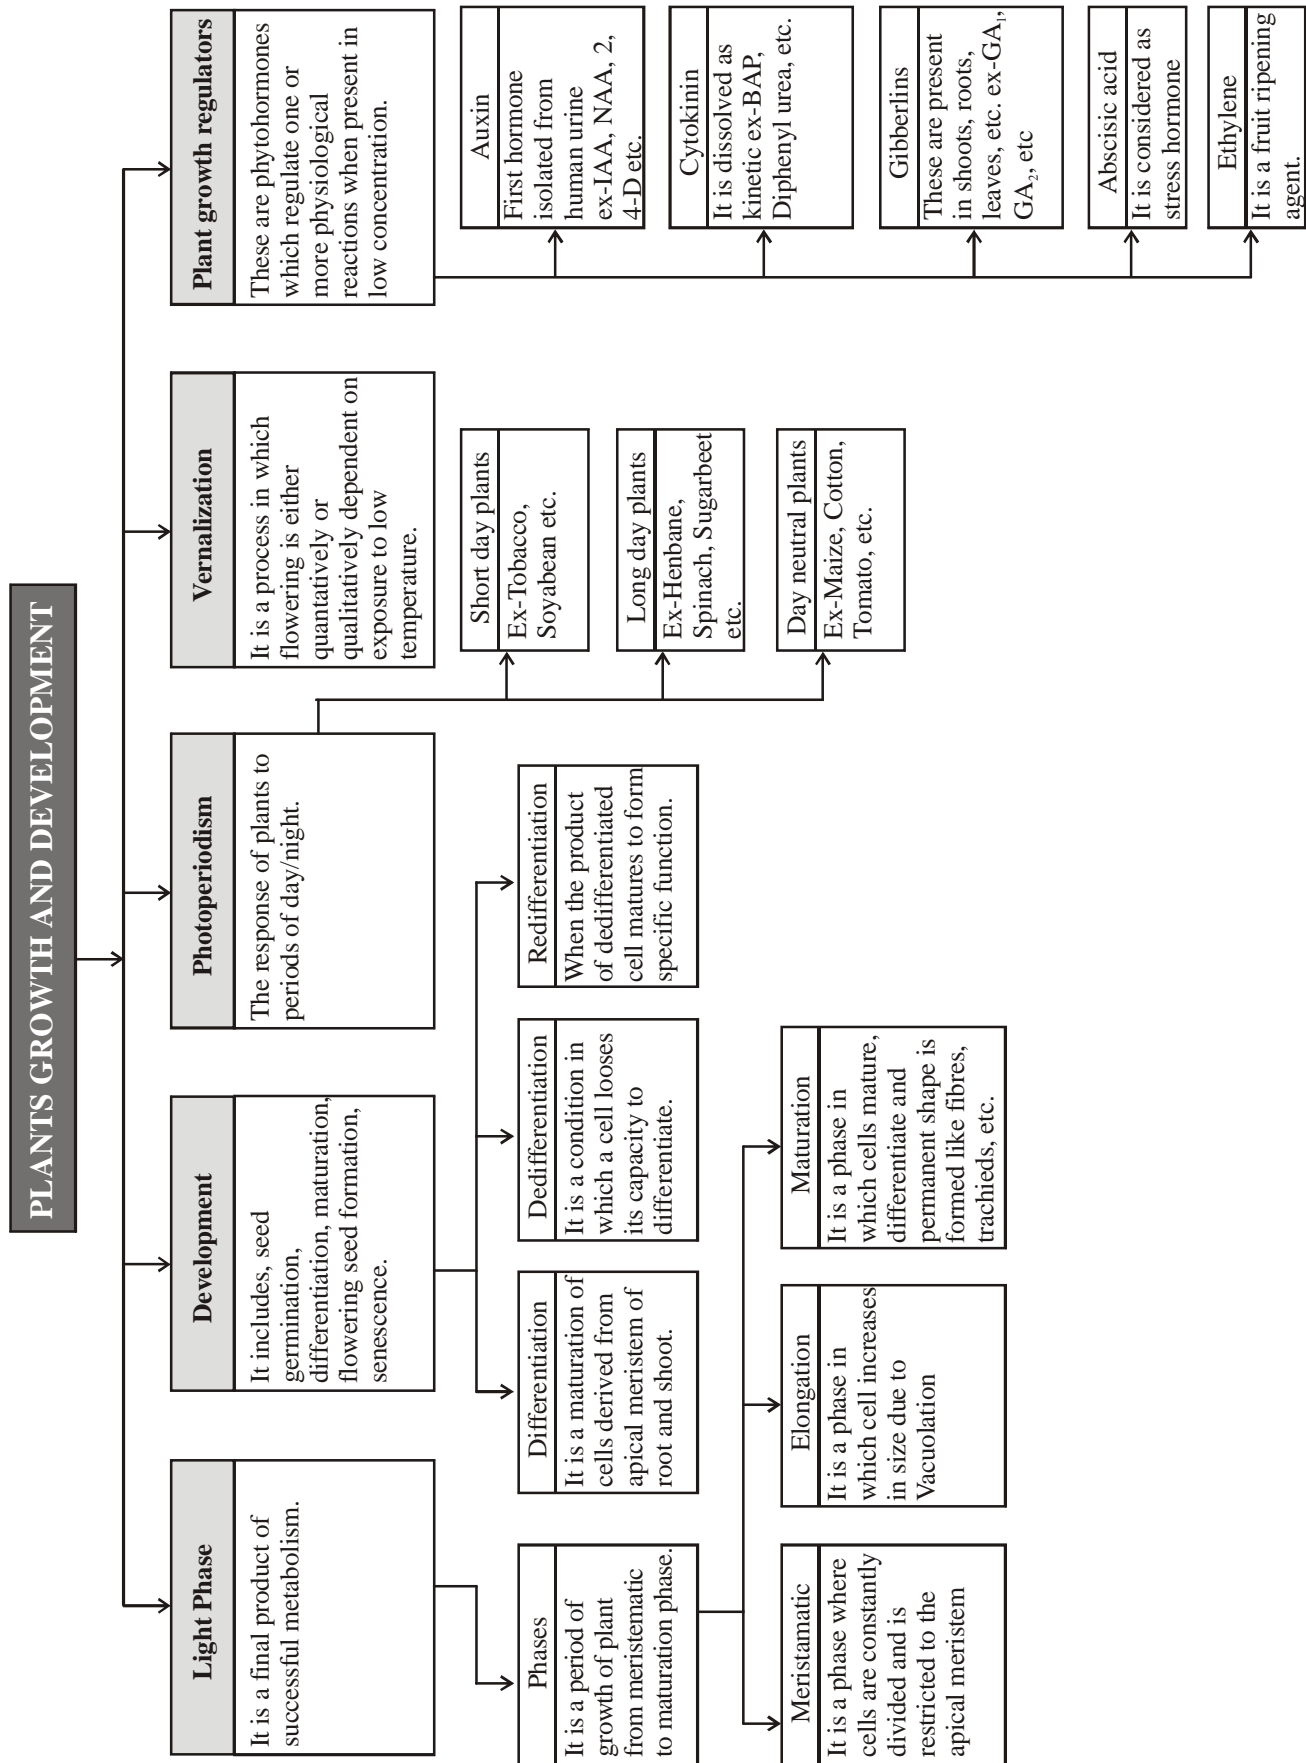 PLANTS GROWTH AND DEVELOPMENT
Light Phase
It is a final product of
successful metabolism.
Phases
It is a period of
growth of plant
from meristematic
to maturation phase.
Meristamatic
It is a phase where
cells are constantly
divided and is
restricted to the
apical meristem
Elongation
It is a phase in
which cell increases
in size due to
Vacuolation
Maturation
It is a phase in
which cells mature,
differentiate and
permanent shape is
formed like fibres,
trachieds, etc.
Development
It includes, seed
germination,
differentiation, maturation,
flowering seed formation,
senescence.
Differentiation
It is a maturation of
cells derived from
apical meristem of
root and shoot.
Dedifferentiation
It is a condition in
which a cell looses
its capacity to
differentiate.
Redifferentiation
When the product
of dedifferentiated
cell matures to form
specific function.
Photoperiodism
The response of plants to
periods of day/night.
Short day plants
Ex-Tobacco,
Soyabean etc.
Long day plants
Ex-Henbane,
Spinach, Sugarbeet
etc.
Day neutral plants
Ex-Maize, Cotton,
Tomato, etc.
Vernalization
It is a process in which
flowering is either
quantatively or
qualitatively dependent on
exposure to low
temperature.
Plant growth regulators
These are phytohormones
which regulate one or
more physiological
reactions when present in
low concentration.
Auxin
First hormone
isolated from
human urine
ex-IAA, NAA, 2,
4-D etc.
Cytokinin
It is dissolved as
kinetic ex-BAP,
Diphenyl urea, etc.
Gibberlins
These are present
in shoots, roots,
leaves, etc. ex-GA₁,
GA₂, etc
Abscisic acid
It is considered as
stress hormone
Ethylene
It is a fruit ripening
agent.